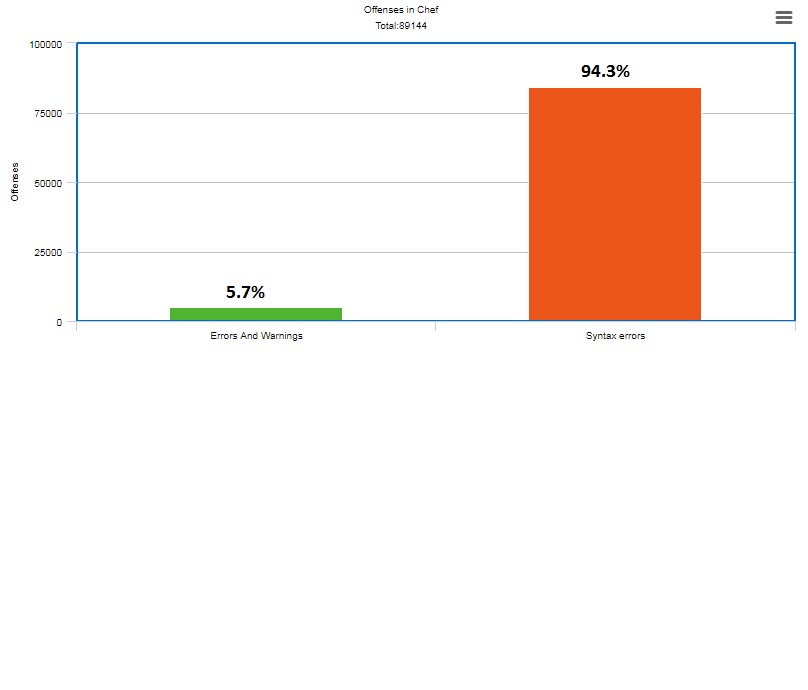 Offenses in Chef
Total:89144
100000
75000
50000
25000
0
Offenses
94.3%
5.7%
Errors And Warnings
Syntax errors